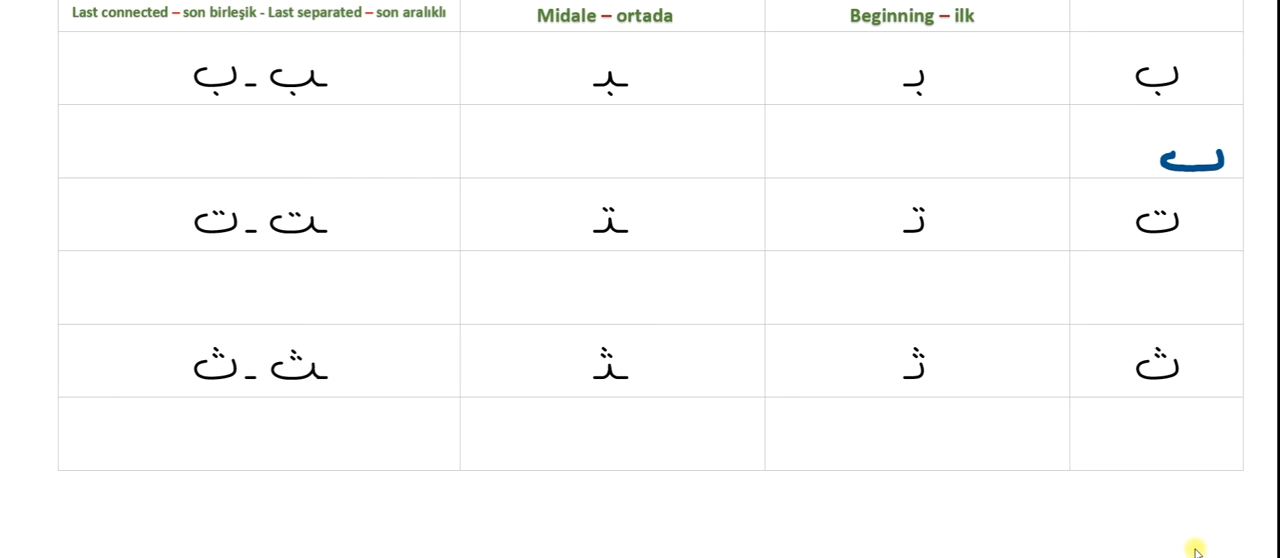 Last connected – son birleşik - Last separated – son aralıklı Midale – ortada Beginning – ilk
ب بـ ـبـ ـب ـ ب
ٮ
ت تـ ـتـ ـت ـ ت
ث ثـ ـثـ ـث ـ ث